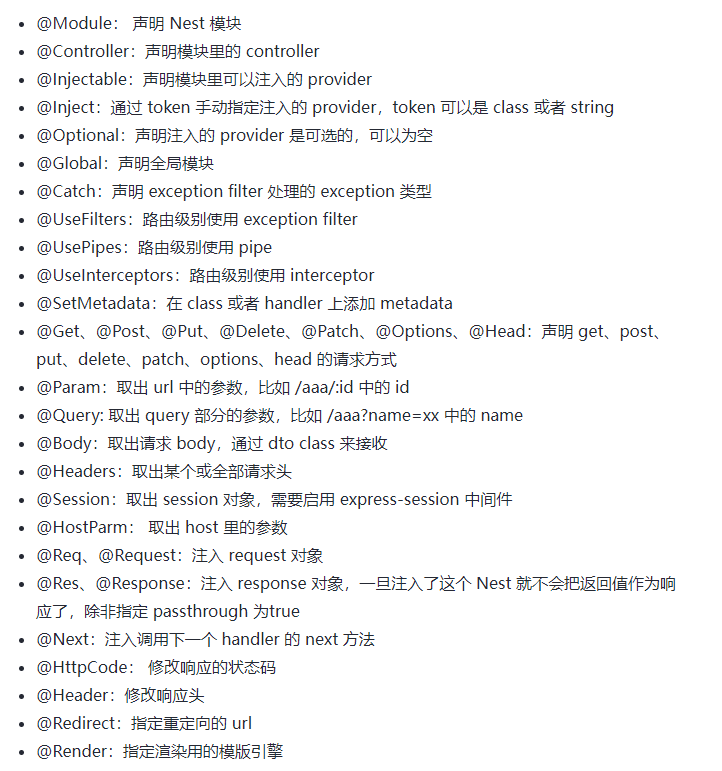 @Module： 声明 Nest 模块
@Controller：声明模块里的 controller
@Injectable：声明模块里可以注入的 provider
@Inject：通过 token 手动指定注入的 provider，token 可以是 class 或者 string
@Optional：声明注入的 provider 是可选的，可以为空
@Global：声明全局模块
@Catch：声明 exception filter 处理的 exception 类型
@UseFilters：路由级别使用 exception filter
@UsePipes：路由级别使用 pipe
@UseInterceptors：路由级别使用 interceptor
@SetMetadata：在 class 或者 handler 上添加 metadata
@Get、@Post、@Put、@Delete、@Patch、@Options、@Head：声明 get、post、
put、delete、patch、options、head 的请求方式
@Param：取出 url 中的参数，比如 /aaa/:id 中的 id
@Query: 取出 query 部分的参数，比如 /aaa?name=xx 中的 name
@Body：取出请求 body，通过 dto class 来接收
@Headers：取出某个或全部请求头
@Session：取出 session 对象，需要启用 express-session 中间件
@HostParm： 取出 host 里的参数
@Req、@Request：注入 request 对象
@Res、@Response：注入 response 对象，一旦注入了这个 Nest 就不会把返回值作为响
应了，除非指定 passthrough 为true
@Next：注入调用下一个 handler 的 next 方法
@HttpCode： 修改响应的状态码
@Header：修改响应头
@Redirect：指定重定向的 url
@Render：指定渲染用的模版引擎